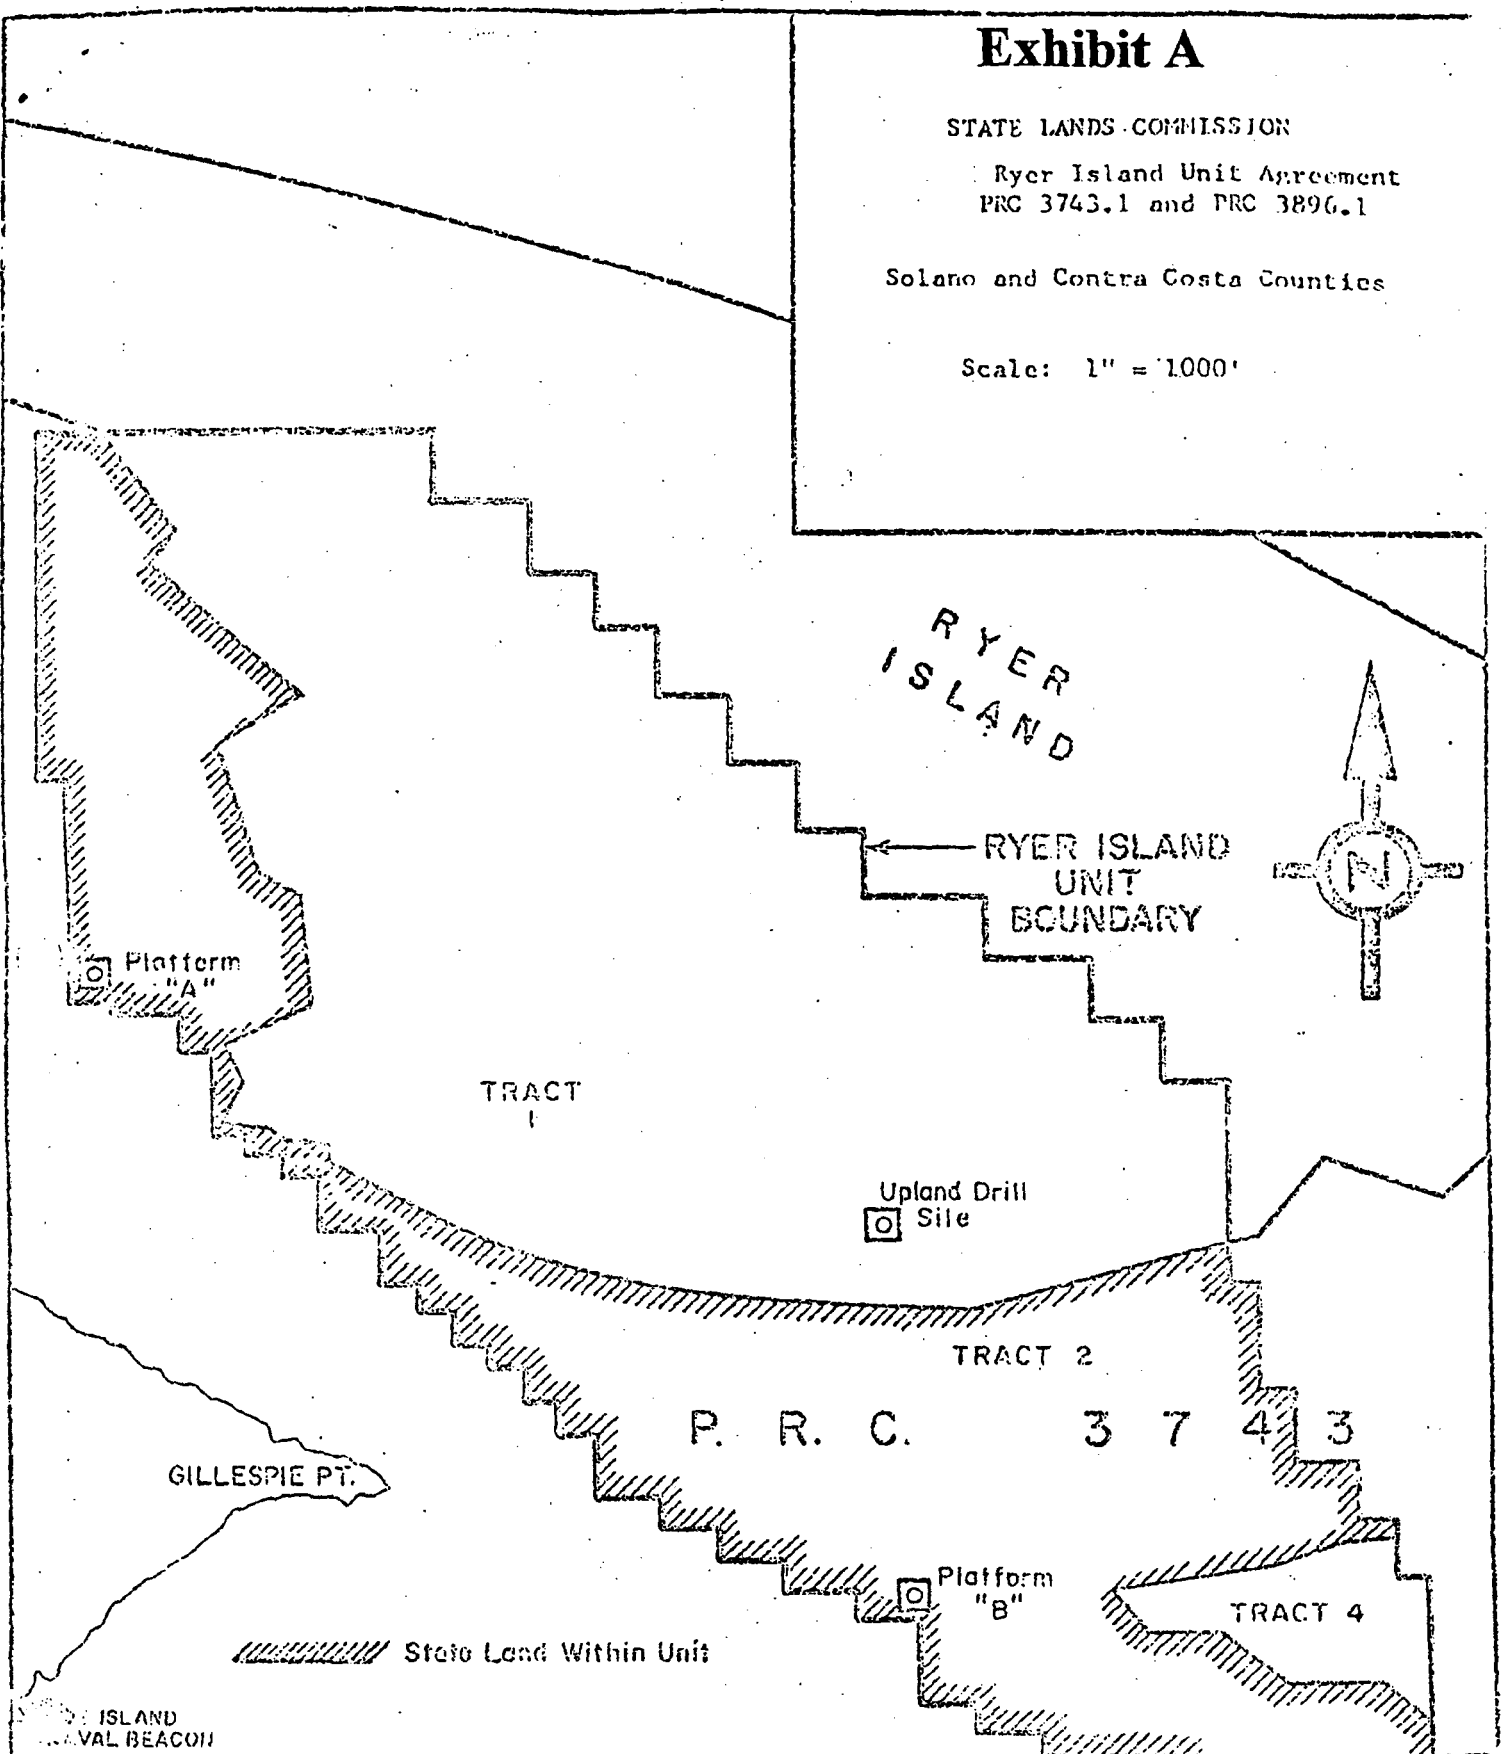 Exhibit A
STATE LANDS COMMISSION
Ryer Island Unit Agreement
PRC 3743.1 and PRC 3896.1
Solano and Contra Costa Counties
Scale: 1" = 1000'
RYER
ISLAND
RYER ISLAND
UNIT
BOUNDARY
N
Platform
"A"
TRACT
1
Upland Drill
Site
TRACT 2
P. R. C. 3 7 4 3
GILLESPIE PT.
Platform
"B"
TRACT 4
State Land Within Unit
ISLAND
BEACON